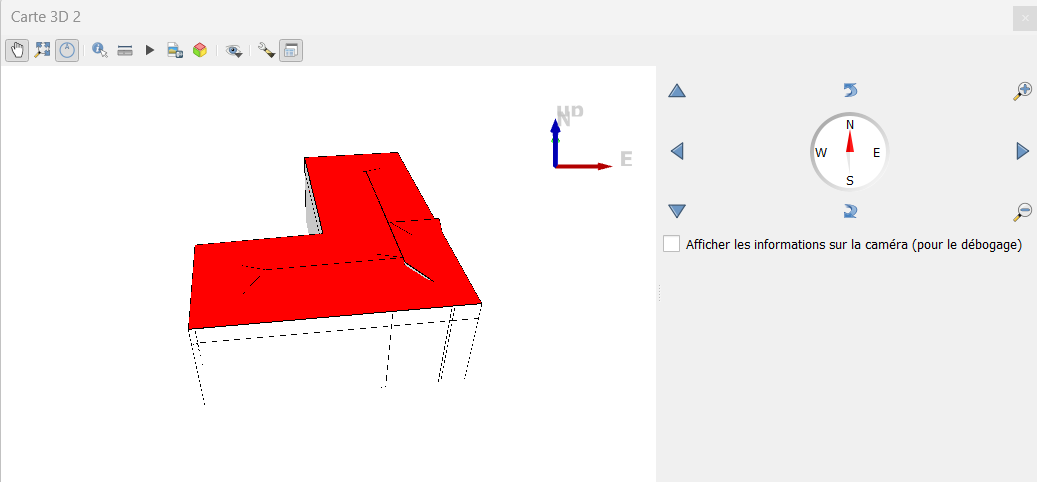 Carte 3D 2
up
N
E
N
W
E
S
Afficher les informations sur la caméra (pour le débogage)